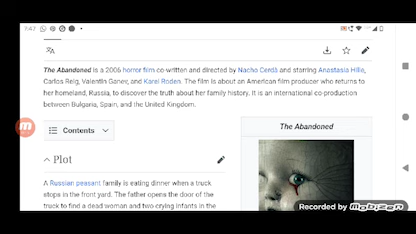 7:47
The Abandoned is a 2006 horror film co-written and directed by Nacho Cerdà and starring Anastasia Hille,
Carlos Reig, Valentín Ganev, and Karel Roden. The film is about an American film producer who returns to
her homeland, Russia, to discover the truth about her family history. It is an international co-production
between Bulgaria, Spain, and the United Kingdom.
Contents
The Abandoned
Plot
A Russian peasant family is eating dinner when a truck
stops in the front yard. The father opens the door of the
truck to find a dead woman and two crying infants in the
Recorded by Mobizen